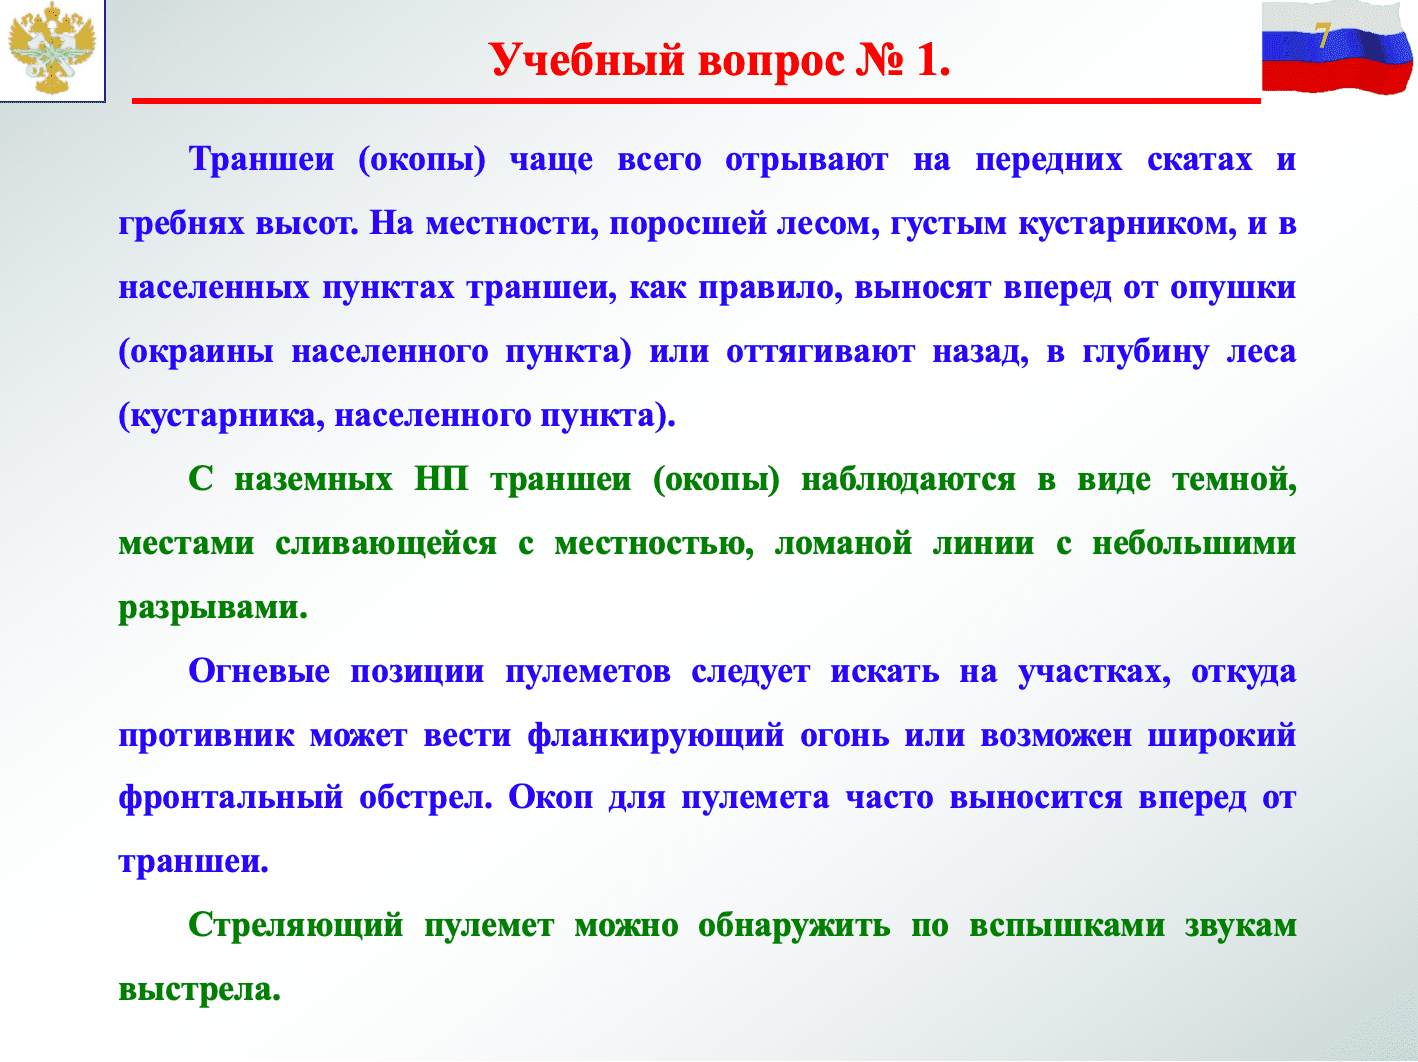 Учебный вопрос № 1.
7
Траншеи (окопы) чаще всего отрывают на передних скатах и
гребнях высот. На местности, поросшей лесом, густым кустарником, и в
населенных пунктах траншеи, как правило, выносят вперед от опушки
(окраины населенного пункта) или оттягивают назад, в глубину леса
(кустарника, населенного пункта).
С наземных НП траншеи (окопы) наблюдаются в виде темной,
местами сливающейся с местностью, ломаной линии с небольшими
разрывами.
Огневые позиции пулеметов следует искать на участках, откуда
противник может вести фланкирующий огонь или возможен широкий
фронтальный обстрел. Окоп для пулемета часто выносится вперед от
траншеи.
Стреляющий пулемет можно обнаружить по вспышками звукам
выстрела.